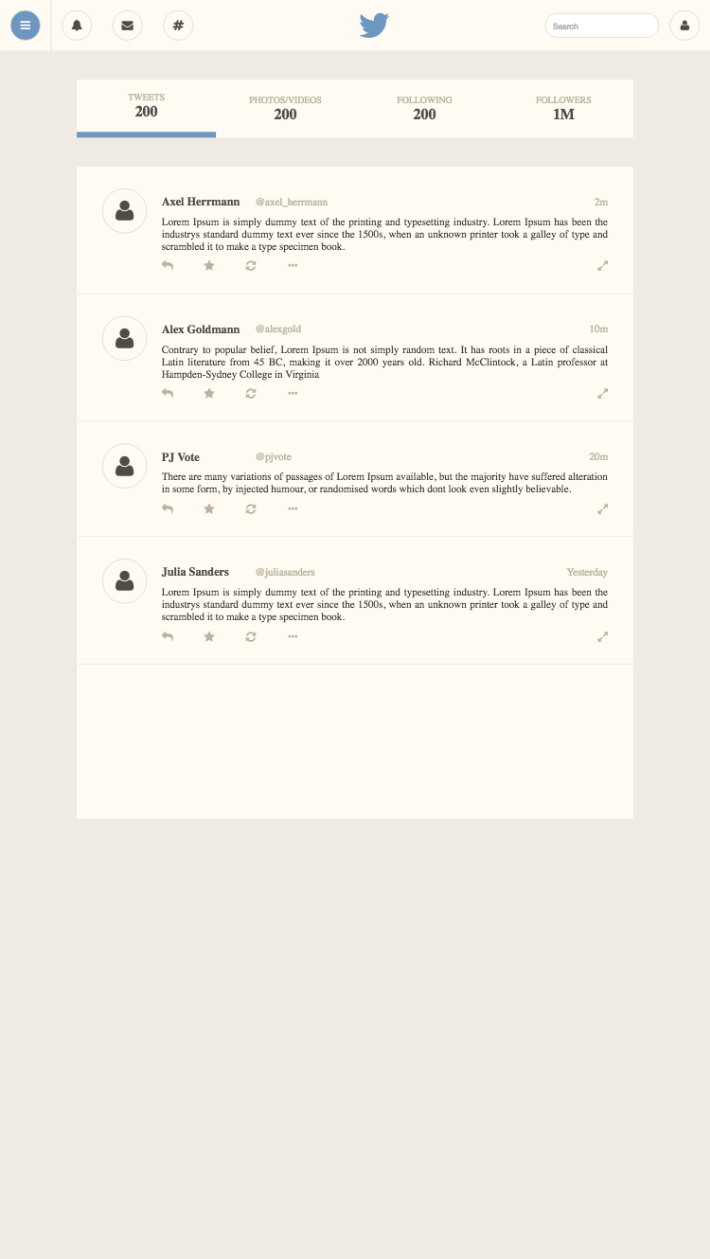 Search
TWEETS
200
PHOTOS/VIDEOS
200
FOLLOWING
200
FOLLOWERS
1M
Axel Herrmann @axel_herrmann 2m
Lorem Ipsum is simply dummy text of the printing and typesetting industry. Lorem Ipsum has been the
industrys standard dummy text ever since the 1500s, when an unknown printer took a galley of type and
scrambled it to make a type specimen book.
Alex Goldmann @alexgold 10m
Contrary to popular belief, Lorem Ipsum is not simply random text. It has roots in a piece of classical
Latin literature from 45 BC, making it over 2000 years old. Richard McClintock, a Latin professor at
Hampden-Sydney College in Virginia
PJ Vote @pjvote 20m
There are many variations of passages of Lorem Ipsum available, but the majority have suffered alteration
in some form, by injected humour, or randomised words which dont look even slightly believable.
Julia Sanders @juliasanders Yesterday
Lorem Ipsum is simply dummy text of the printing and typesetting industry. Lorem Ipsum has been the
industrys standard dummy text ever since the 1500s, when an unknown printer took a galley of type and
scrambled it to make a type specimen book.